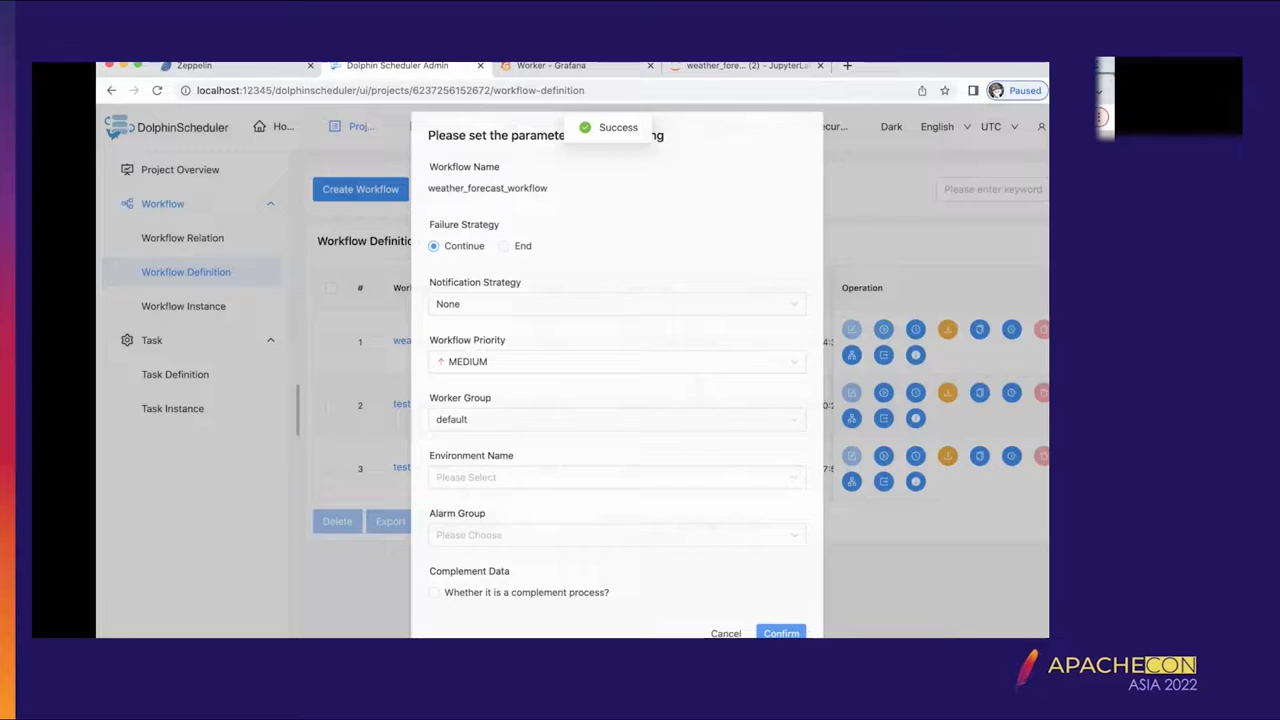 Zeppelin
Dolphin Scheduler Admin
Worker - Grafana
weather_fore... (2) - JupyterLa
localhost:12345/dolphinscheduler/ui/projects/6237256152672/workflow-definition
Paused
DolphinScheduler
Ho...
Proj...
Dark
English
UTC
Please set the parame
Success
Project Overview
Workflow
Workflow Relation
Workflow Definition
Workflow Instance
Task
Task Definition
Task Instance
Create Workflow
Please enter keyword
Workflow Definiti
#
Operation
1
wea
2
test
3
test
Delete
Export
Workflow Name
weather_forecast_workflow
Failure Strategy
Continue
End
Notification Strategy
None
Workflow Priority
MEDIUM
Worker Group
default
Environment Name
Please Select
Alarm Group
Please Choose
Complement Data
Whether it is a complement process?
Cancel
Confirm
APACHECON
ASIA 2022